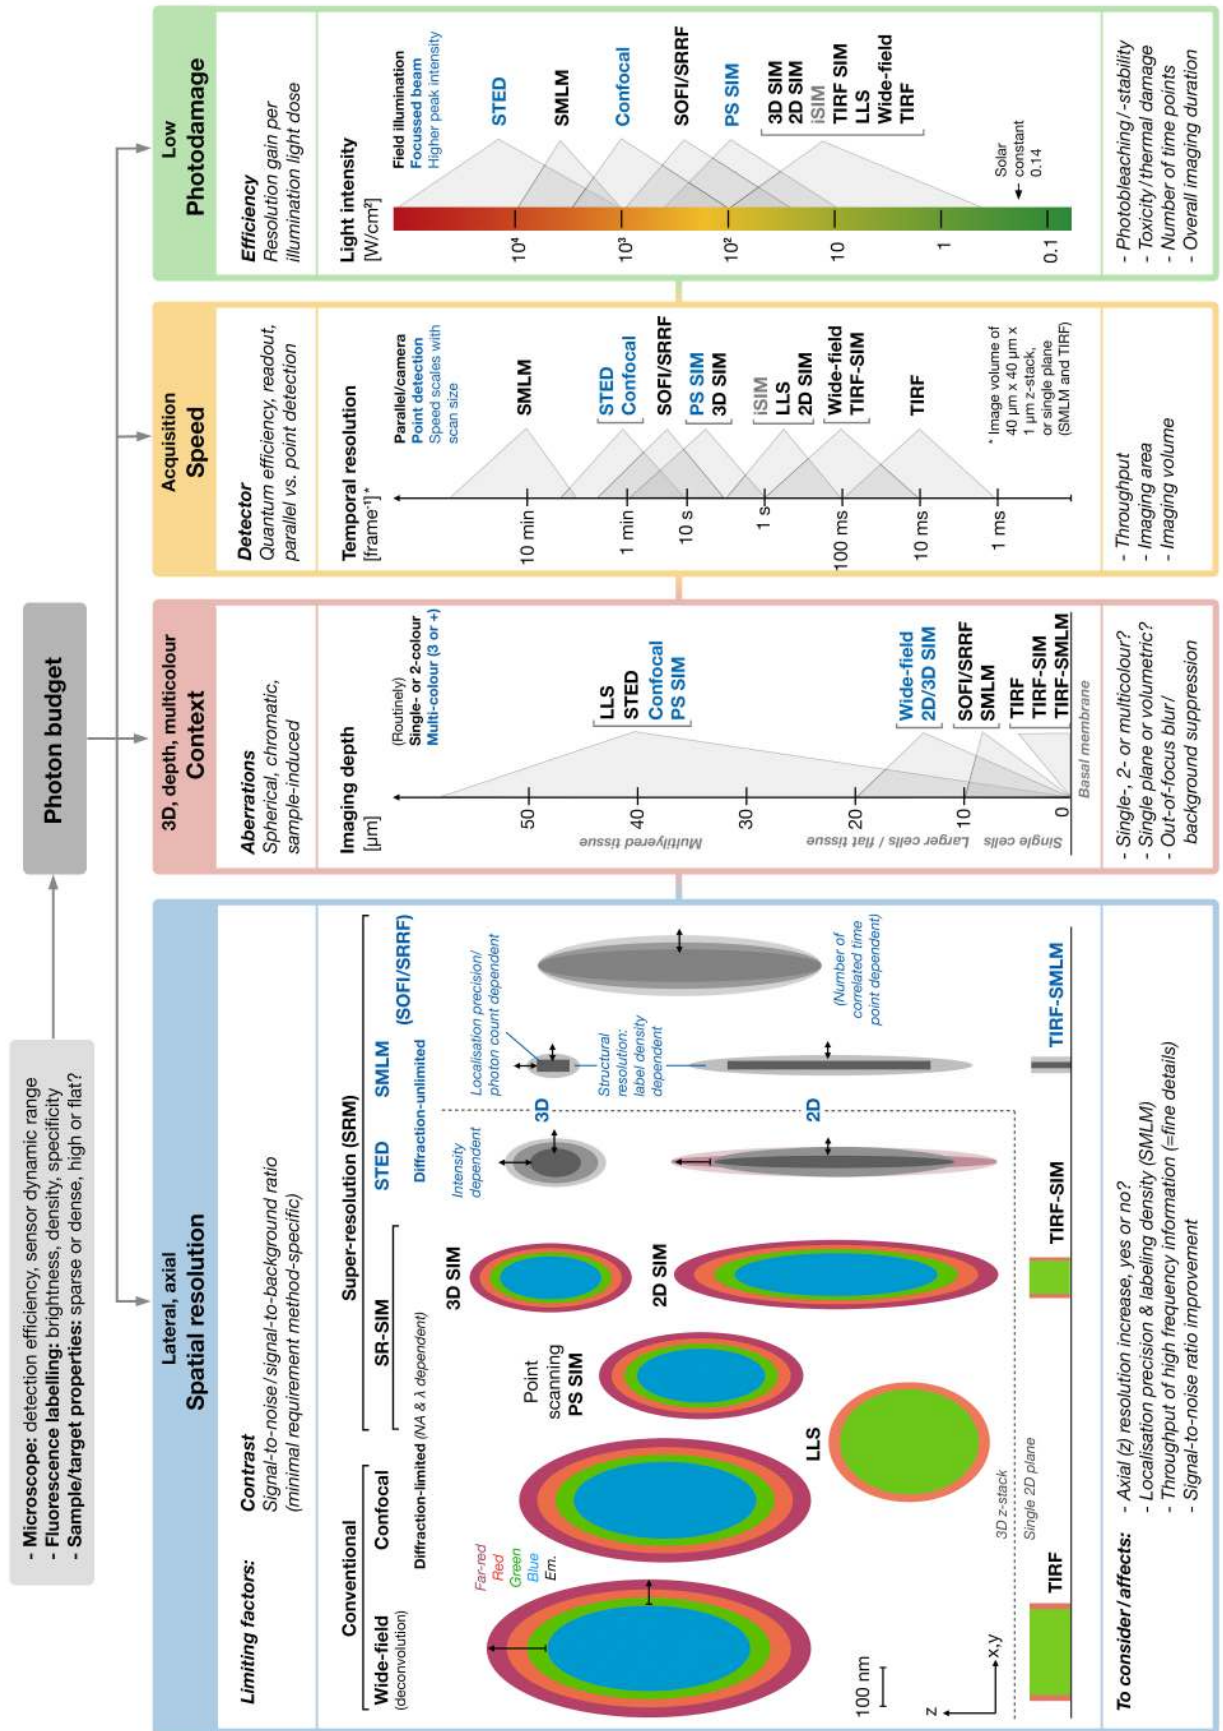 - Microscope: detection efficiency, sensor dynamic range
- Fluorescence labelling: brightness, density, specificity
- Sample/target properties: sparse or dense, high or flat?
Photon budget
Lateral, axial
Spatial resolution
Limiting factors:
Contrast
Signal-to-noise/signal-to-background ratio
(minimal requirement method-specific)
Conventional
Super-resolution (SRM)
Wide-field
(deconvolution)
Confocal
SR-SIM
STED
SMLM
(SOFI/SRRF)
Diffraction-limited (NA & λ dependent)
Diffraction-unlimited
Far-red
Red
Green
Blue
Em.
Point
scanning
PS SIM
3D SIM
2D SIM
LLS
Intensity
dependent
Localisation precision/
photon count dependent
3D
Structural
resolution:
label density
dependent
2D
(Number of
correlated time
point dependent)
100 nm
z
x,y
3D z-stack
Single 2D plane
TIRF
TIRF-SIM
TIRF-SMLM
To consider/affects:
- Axial (z) resolution increase, yes or no?
- Localisation precision & labeling density (SMLM)
- Throughput of high frequency information (=fine details)
- Signal-to-noise ratio improvement
3D, depth, multicolour
Context
Aberrations
Spherical, chromatic,
sample-induced
Imaging depth
[µm]
(Routinely)
Single- or 2-colour
Multi-colour (3 or +)
50
40
30
20
10
0
Multilyered tissue
Larger cells / flat tissue
Single cells
LLS
STED
Confocal
PS SIM
Wide-field
2D/3D SIM
SOFI/SRRF
SMLM
TIRF
TIRF-SIM
TIRF-SMLM
Basal membrane
- Single-, 2- or multicolour?
- Single plane or volumetric?
- Out-of-focus blur/
background suppression
Acquisition
Speed
Detector
Quantum efficiency, readout,
parallel vs. point detection
Temporal resolution
[frame⁻¹]*
Parallel/camera
Point detection
Speed scales with
scan size
10 min
1 min
10 s
1 s
100 ms
10 ms
1 ms
SMLM
STED
Confocal
SOFI/SRRF
PS SIM
3D SIM
iSIM
LLS
2D SIM
Wide-field
TIRF-SIM
TIRF
* Image volume of
40 µm x 40 µm x
1 µm z-stack,
or single plane
(SMLM and TIRF)
- Throughput
- Imaging area
- Imaging volume
Low
Photodamage
Efficiency
Resolution gain per
illumination light dose
Light intensity
[W/cm²]
Field illumination
Focussed beam
Higher peak intensity
10⁴
10³
10²
10
1
0.1
STED
SMLM
Confocal
SOFI/SRRF
PS SIM
3D SIM
2D SIM
iSIM
TIRF SIM
LLS
Wide-field
TIRF
Solar
constant
0.14
- Photobleaching/-stability
- Toxicity/thermal damage
- Number of time points
- Overall imaging duration